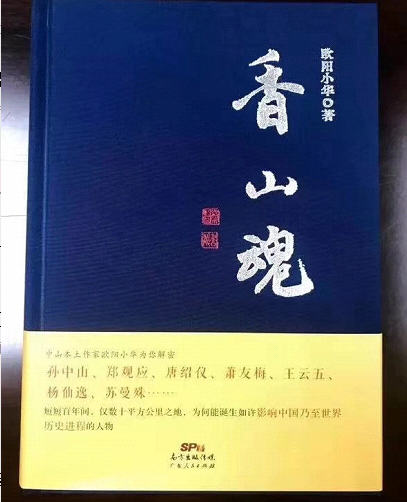 欧阳小华◎著
香山魂
中山本土作家欧阳小华为您解密
孙中山、郑观应、唐绍仪、萧友梅、王云五、
杨仙逸、苏曼殊……
短短百年间，仅数十平方公里之地，为何能诞生如许影响中国乃至世界
历史进程的人物
SPM
南方出版传媒
广东人民出版社